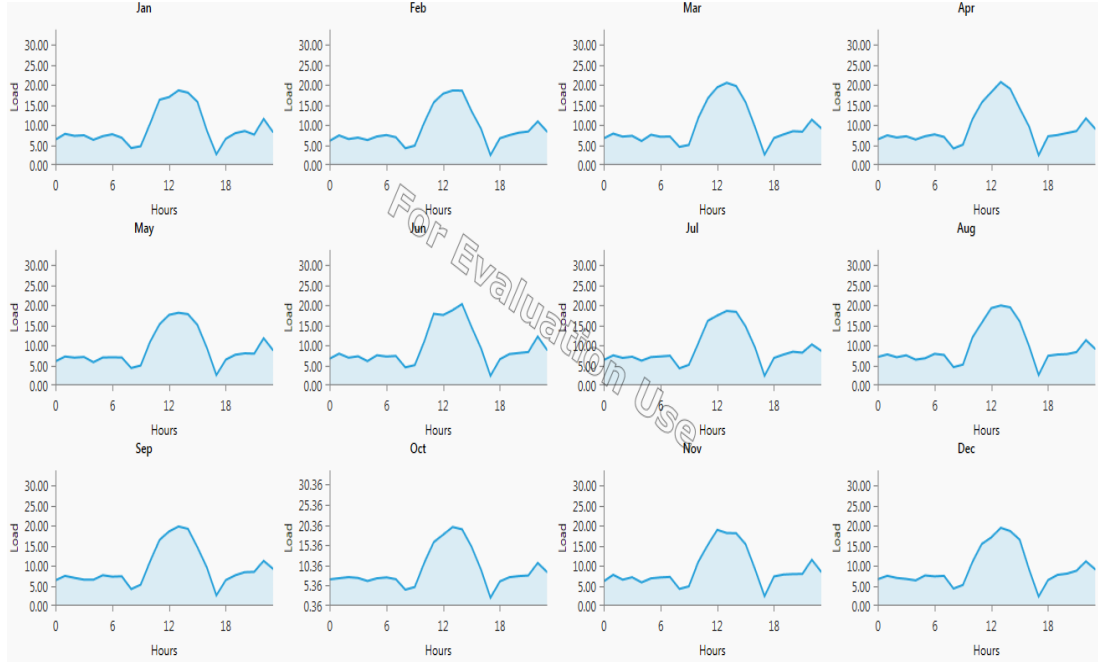 Jan Feb Mar Apr
30.00 30.00 30.00 30.00
25.00 25.00 25.00 25.00
20.00 20.00 20.00 20.00
15.00 15.00 15.00 15.00
10.00 10.00 10.00 10.00
5.00 5.00 5.00 5.00
0.00 0.00 0.00 0.00
Load Load Load Load
0 6 12 18 0 6 12 18 0 6 12 18 0 6 12 18
Hours Hours Hours Hours
May Jun Jul Aug
30.00 30.00 30.00 30.00
25.00 25.00 25.00 25.00
20.00 20.00 20.00 20.00
15.00 15.00 15.00 15.00
10.00 10.00 10.00 10.00
5.00 5.00 5.00 5.00
0.00 0.00 0.00 0.00
Load Load Load Load
0 6 12 18 0 6 12 18 0 6 12 18 0 6 12 18
Hours Hours Hours Hours
Sep Oct Nov Dec
30.00 30.36 30.00 30.00
25.00 25.36 25.00 25.00
20.00 20.36 20.00 20.00
15.00 15.36 15.00 15.00
10.00 10.36 10.00 10.00
5.00 5.36 5.00 5.00
0.00 0.36 0.00 0.00
Load Load Load Load
0 6 12 18 0 6 12 18 0 6 12 18 0 6 12 18
Hours Hours Hours Hours
For Evaluation Use